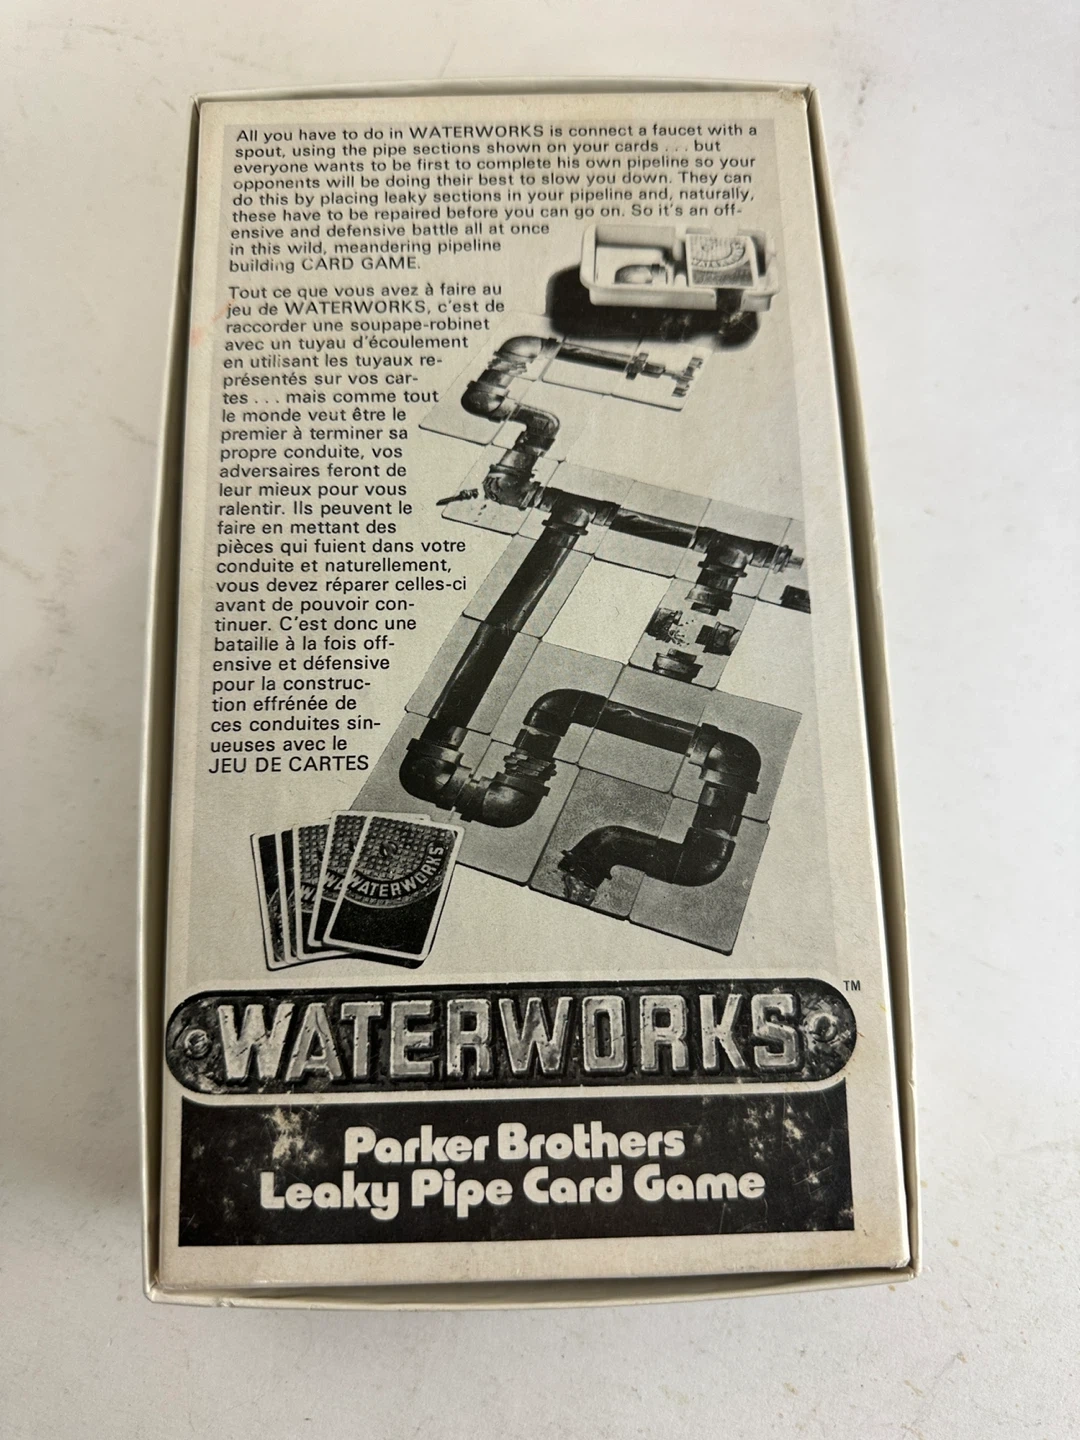 All you have to do in WATERWORKS is connect a faucet with a
spout, using the pipe sections shown on your cards . . . but
everyone wants to be first to complete his own pipeline so your
opponents will be doing their best to slow you down. They can
do this by placing leaky sections in your pipeline and, naturally,
these have to be repaired before you can go on. So it's an off-
ensive and defensive battle all at once
in this wild, meandering pipeline
building CARD GAME.
Tout ce que vous avez à faire au
jeu de WATERWORKS, c'est de
raccorder une soupape-robinet
avec un tuyau d'écoulement
en utilisant les tuyaux re-
présentés sur vos car-
tes . . . mais comme tout
le monde veut être le
premier à terminer sa
propre conduite, vos
adversaires feront de
leur mieux pour vous
ralentir. Ils peuvent le
faire en mettant des
pièces qui fuient dans votre
conduite et naturellement,
vous devez réparer celles-ci
avant de pouvoir con-
tinuer. C'est donc une
bataille à la fois off-
ensive et défensive
pour la construc-
tion effrénée de
ces conduites sin-
ueuses avec le
JEU DE CARTES
WATERWORKS
WATERWORKS TM
Parker Brothers
Leaky Pipe Card Game